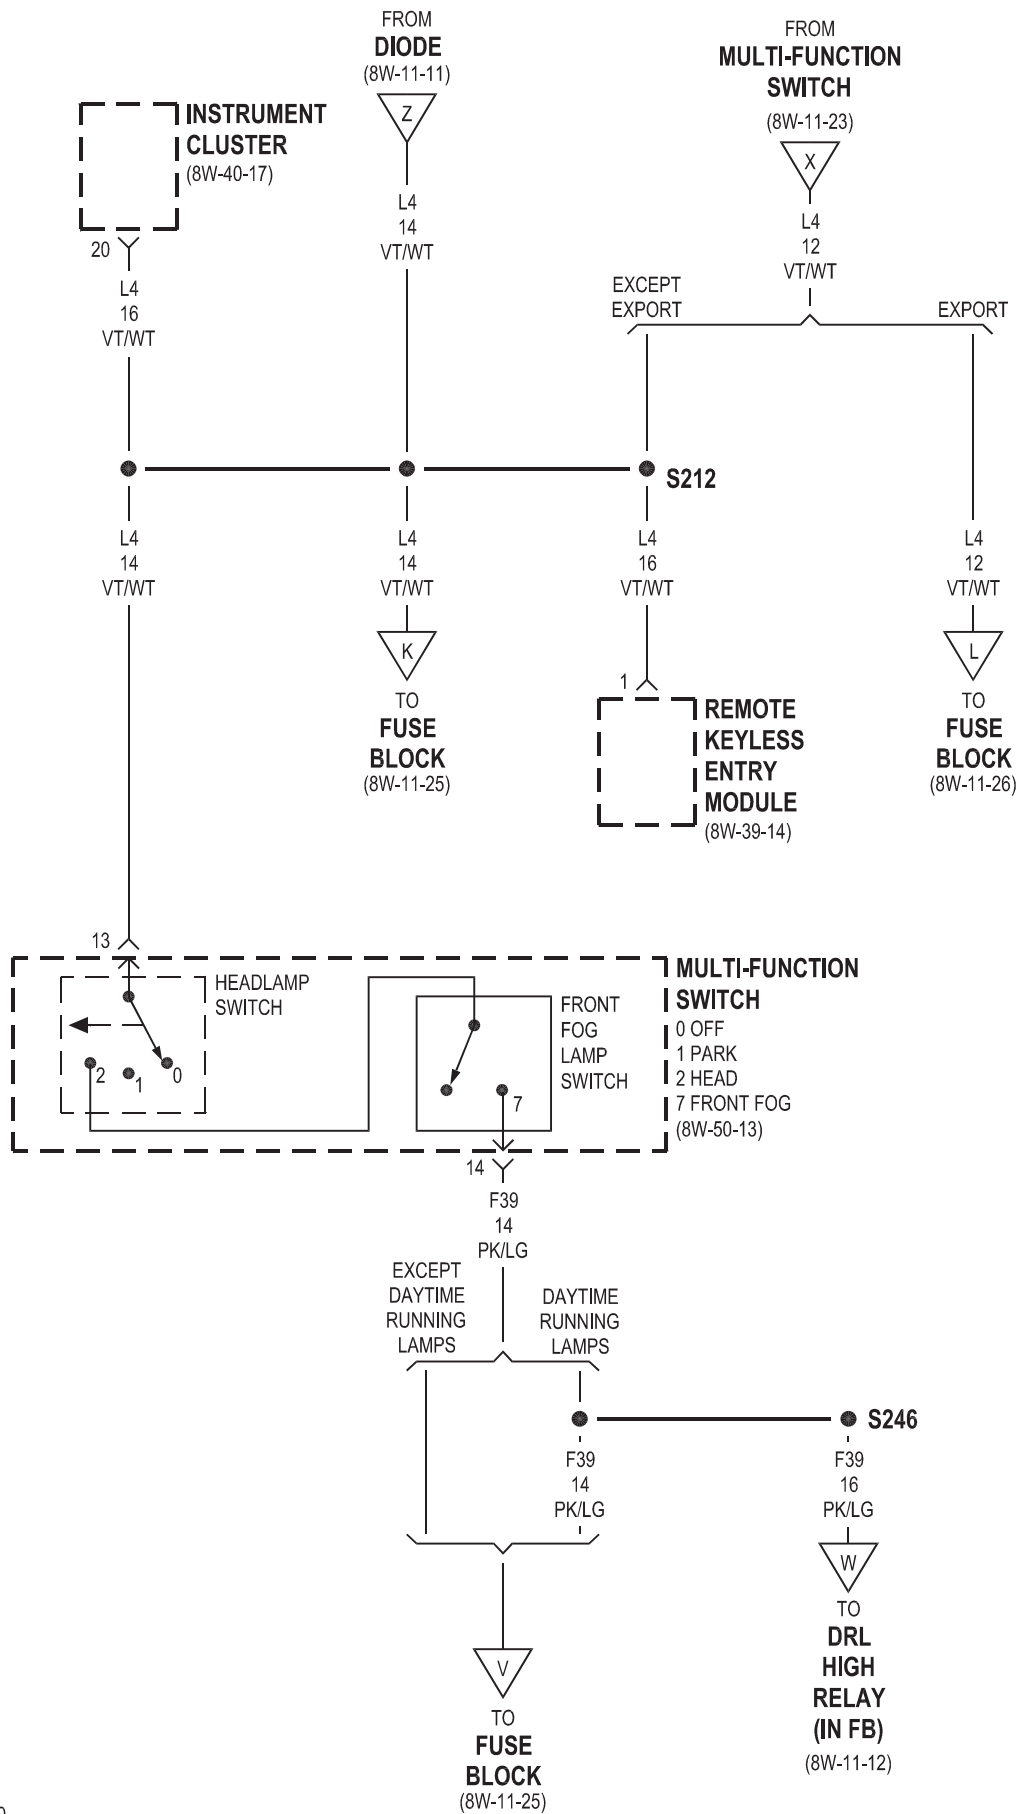 FROM
DIODE
(8W-11-11)
Z
L4
14
VT/WT
FROM
MULTI-FUNCTION
SWITCH
(8W-11-23)
X
L4
12
VT/WT
INSTRUMENT
CLUSTER
(8W-40-17)
20
L4
16
VT/WT
EXCEPT
EXPORT
EXPORT
S212
L4
14
VT/WT
L4
14
VT/WT
K
TO
FUSE
BLOCK
(8W-11-25)
L4
16
VT/WT
1
REMOTE
KEYLESS
ENTRY
MODULE
(8W-39-14)
L4
12
VT/WT
L
TO
FUSE
BLOCK
(8W-11-26)
13
HEADLAMP
SWITCH
2
1
0
FRONT
FOG
LAMP
SWITCH
7
MULTI-FUNCTION
SWITCH
0 OFF
1 PARK
2 HEAD
7 FRONT FOG
(8W-50-13)
14
F39
14
PK/LG
EXCEPT
DAYTIME
RUNNING
LAMPS
DAYTIME
RUNNING
LAMPS
S246
F39
14
PK/LG
F39
16
PK/LG
W
TO
DRL
HIGH
RELAY
(IN FB)
(8W-11-12)
V
TO
FUSE
BLOCK
(8W-11-25)